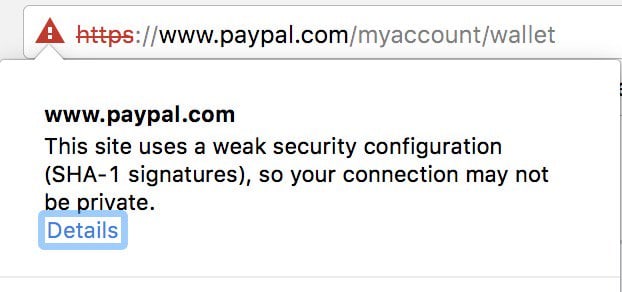 https://www.paypal.com/myaccount/wallet
www.paypal.com
This site uses a weak security configuration
(SHA-1 signatures), so your connection may not
be private.
Details